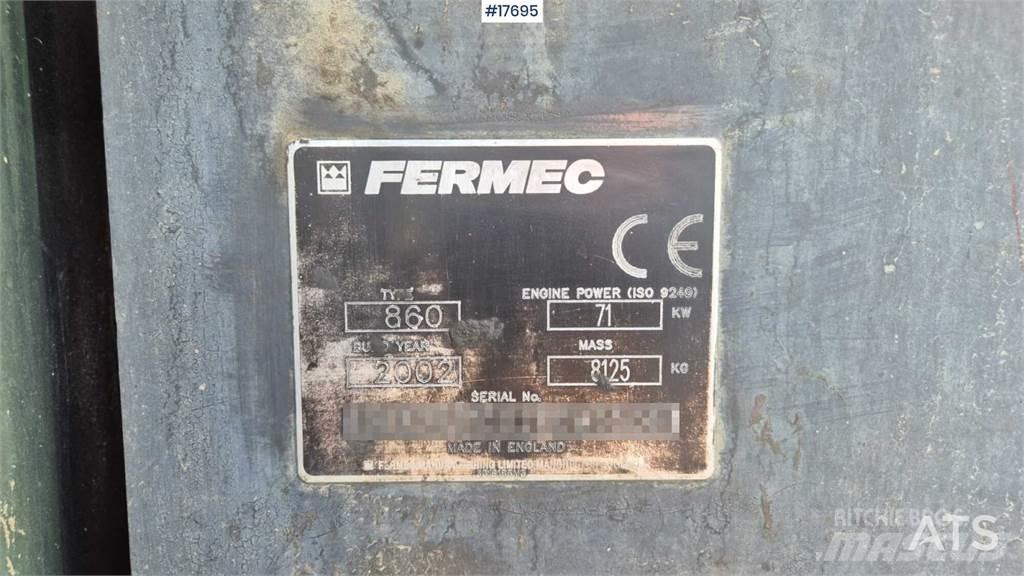 #17695
FERMEC
CE
TYPE
860
ENGINE POWER (ISO 9249)
71 KW
YEAR
2002
MASS
8125 KG
SERIAL No.
MADE IN ENGLAND
LIMITED
RITCHIE BROS
ATS